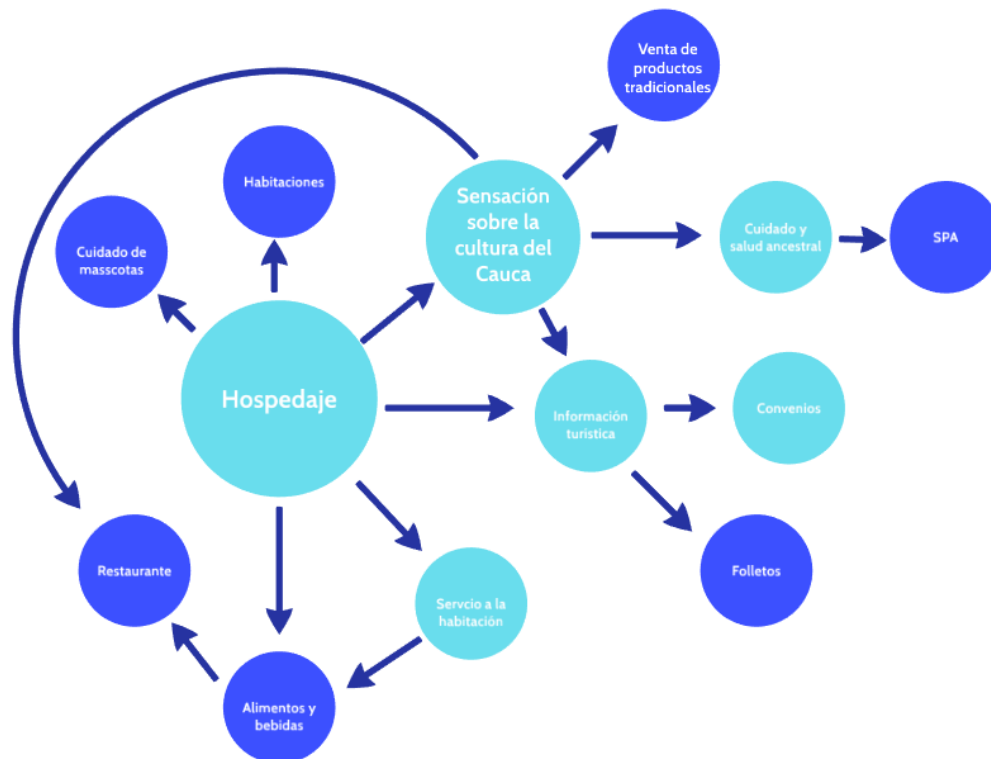 Venta de
productos
tradicionales
Habitaciones
Sensación
sobre la
cultura del
Cauca
Cuidado y
salud ancestral
SPA
Cuidado de
masscotas
Hospedaje
Información
turística
Convenios
Restaurante
Folletos
Servcio a la
habitación
Alimentos y
bebidas